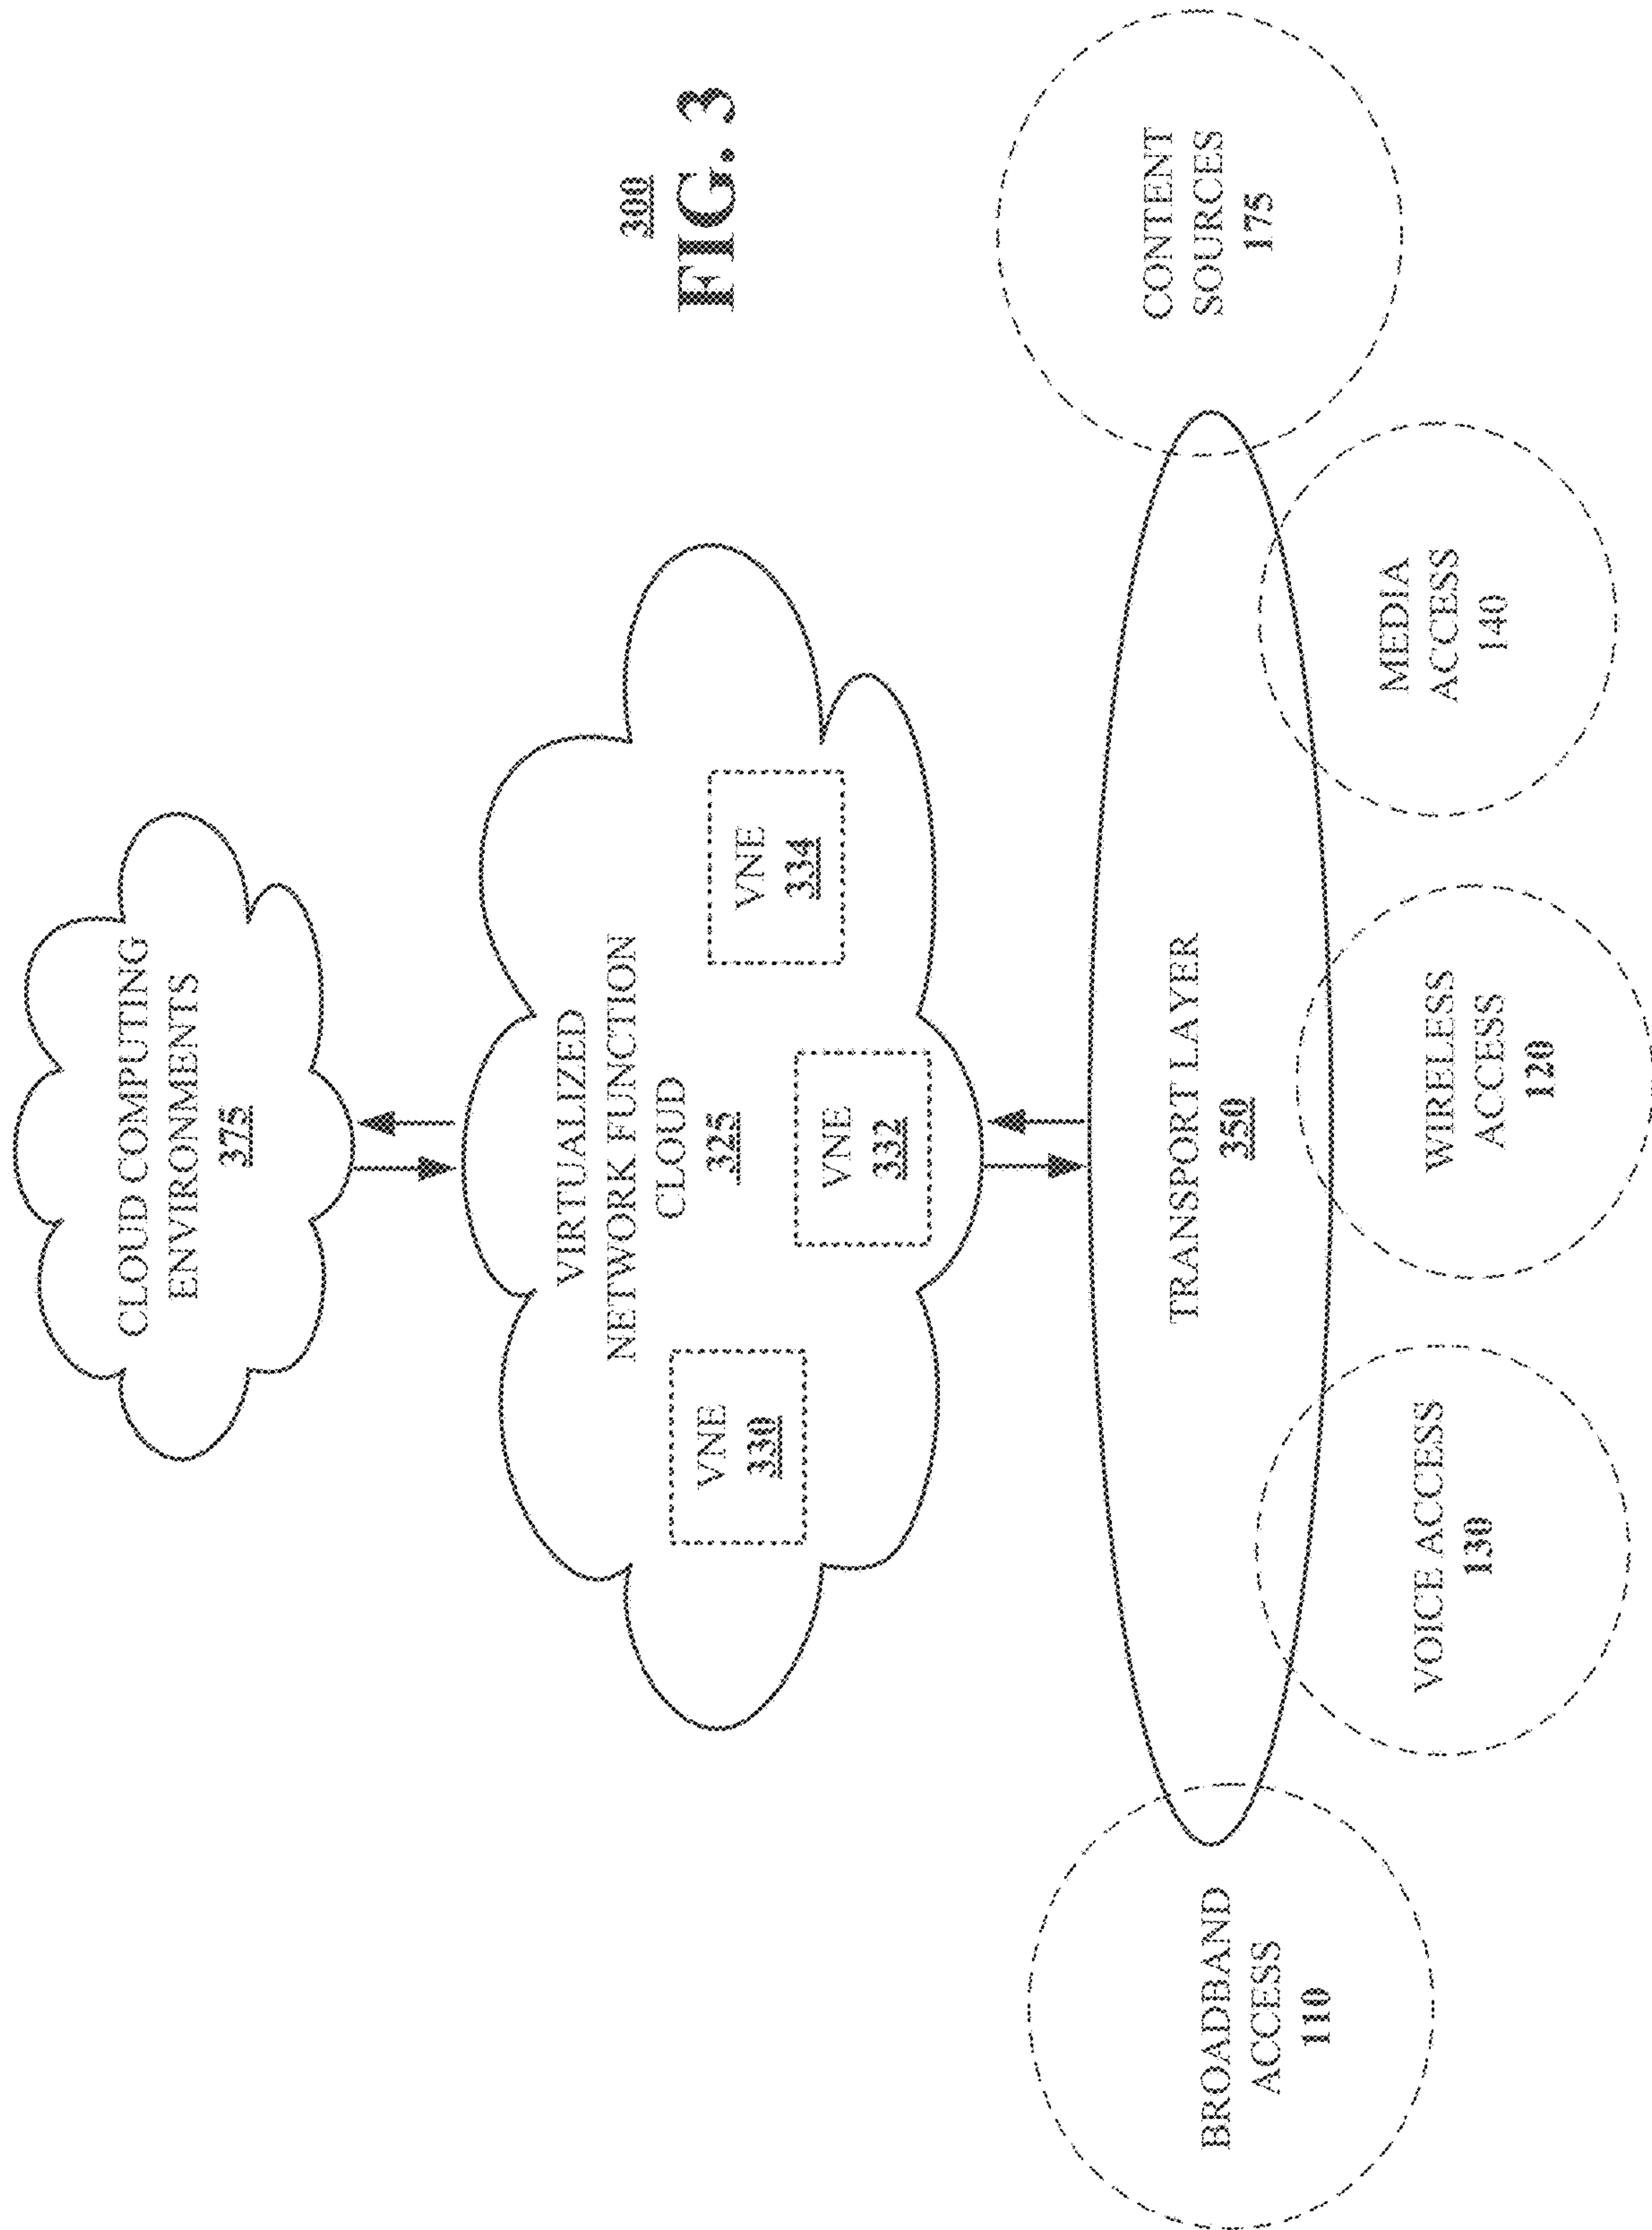 CLOUD COMPUTING
ENVIRONMENTS
375
VIRTUALIZED
NETWORK FUNCTION
CLOUD
325
VNE
330
VNE
332
VNE
334
300
FIG. 3
TRANSPORT LAYER
350
BROADBAND
ACCESS
110
VOICE ACCESS
130
WIRELESS
ACCESS
120
MEDIA
ACCESS
140
CONTENT
SOURCES
175